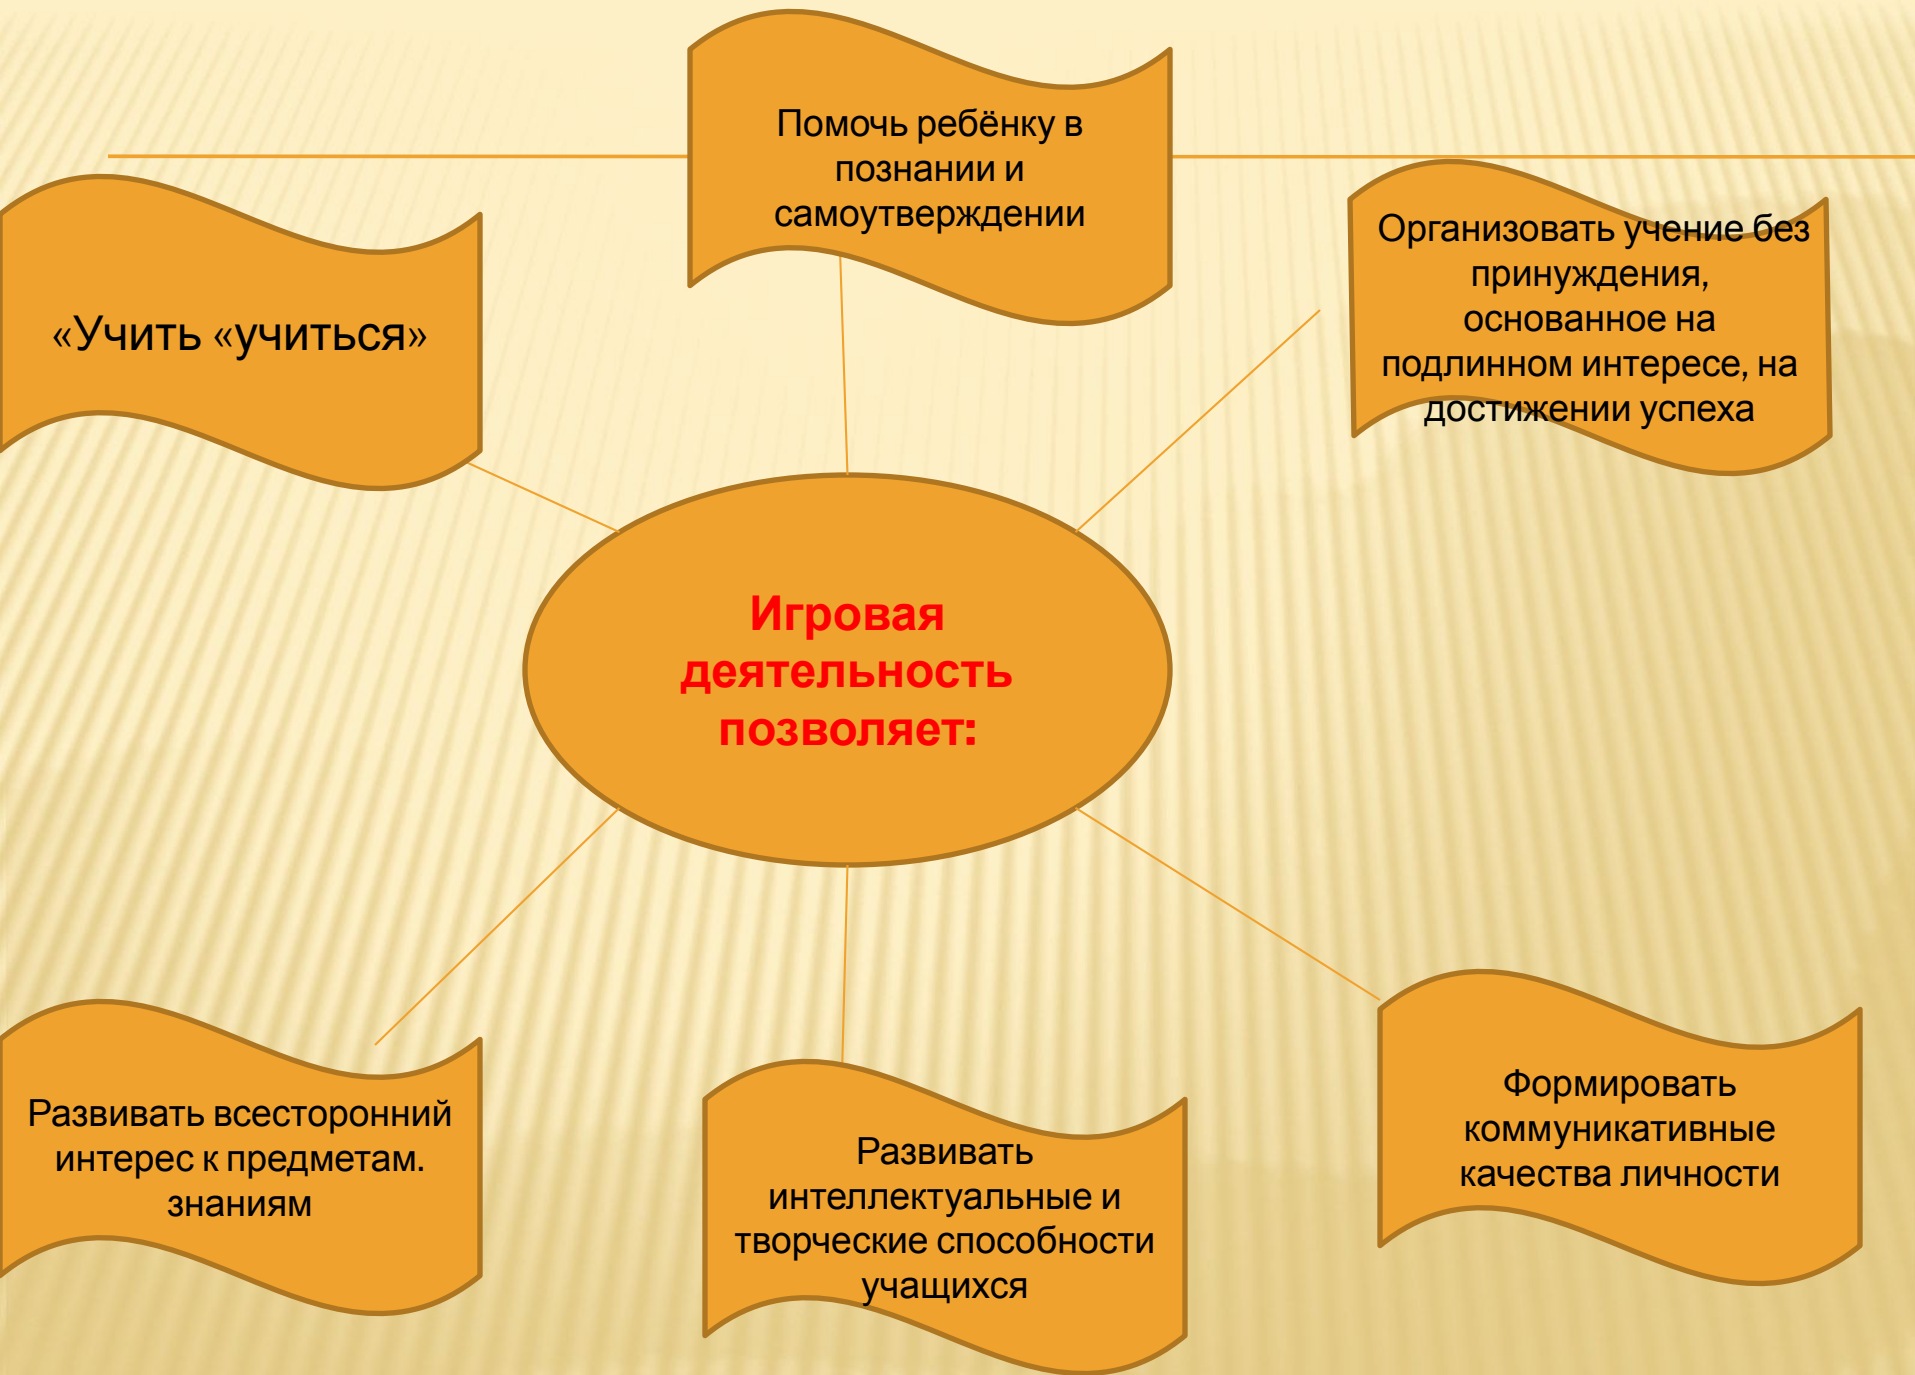 Помочь ребёнку в
познании и
самоутверждении
«Учить «учиться»
Организовать учение без
принуждения,
основанное на
подлинном интересе, на
достижении успеха
Игровая
деятельность
позволяет:
Развивать всесторонний
интерес к предметам.
знаниям
Развивать
интеллектуальные и
творческие способности
учащихся
Формировать
коммуникативные
качества личности